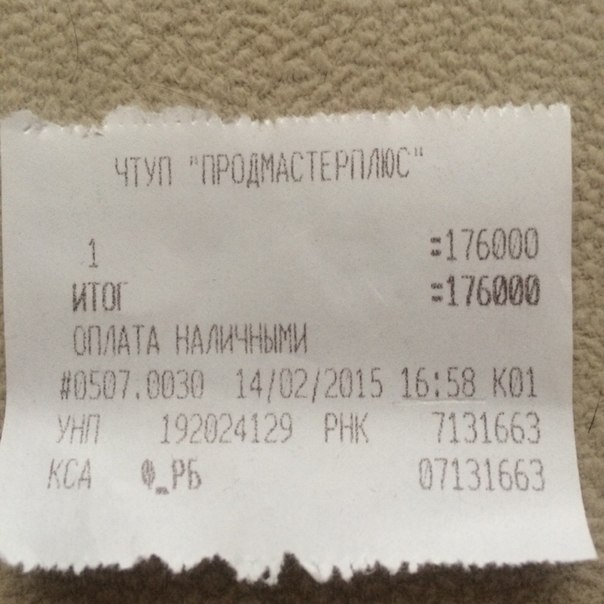 ЧТУП "ПРОДМАСТЕРПЛЮС"
1 =176000
ИТОГ =176000
ОПЛАТА НАЛИЧНЫМИ
#0507.0030 14/02/2015 16:58 К01
УНП 192024129 РНК 7131663
КСА Ф_РБ 07131663